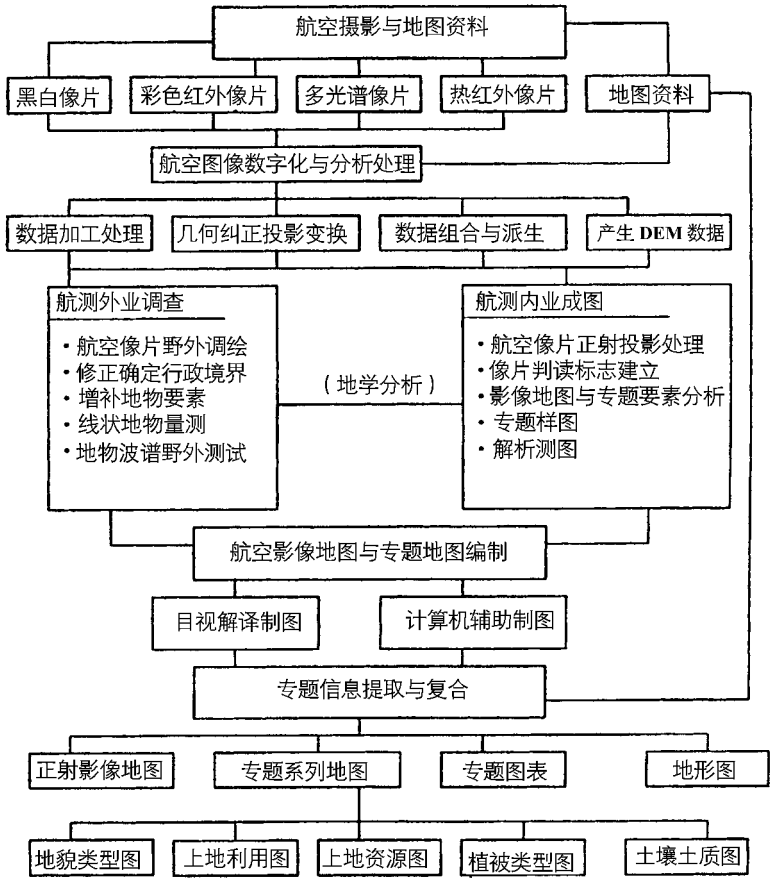 航空摄影与地图资料
黑白像片
彩色红外像片
多光谱像片
热红外像片
地图资料
航空图像数字化与分析处理
数据加工处理
几何纠正投影变换
数据组合与派生
产生 DEM 数据
航测外业调查
·航空像片野外调绘
·修正确定行政境界
·增补地物要素
·线状地物量测
·地物波谱野外测试
（地学分析）
航测内业成图
·航空像片正射投影处理
·像片判读标志建立
·影像地图与专题要素分析
·专题样图
·解析测图
航空影像地图与专题地图编制
目视解译制图
计算机辅助制图
专题信息提取与复合
正射影像地图
专题系列地图
专题图表
地形图
地貌类型图
上地利用图
上地资源图
植被类型图
土壤土质图